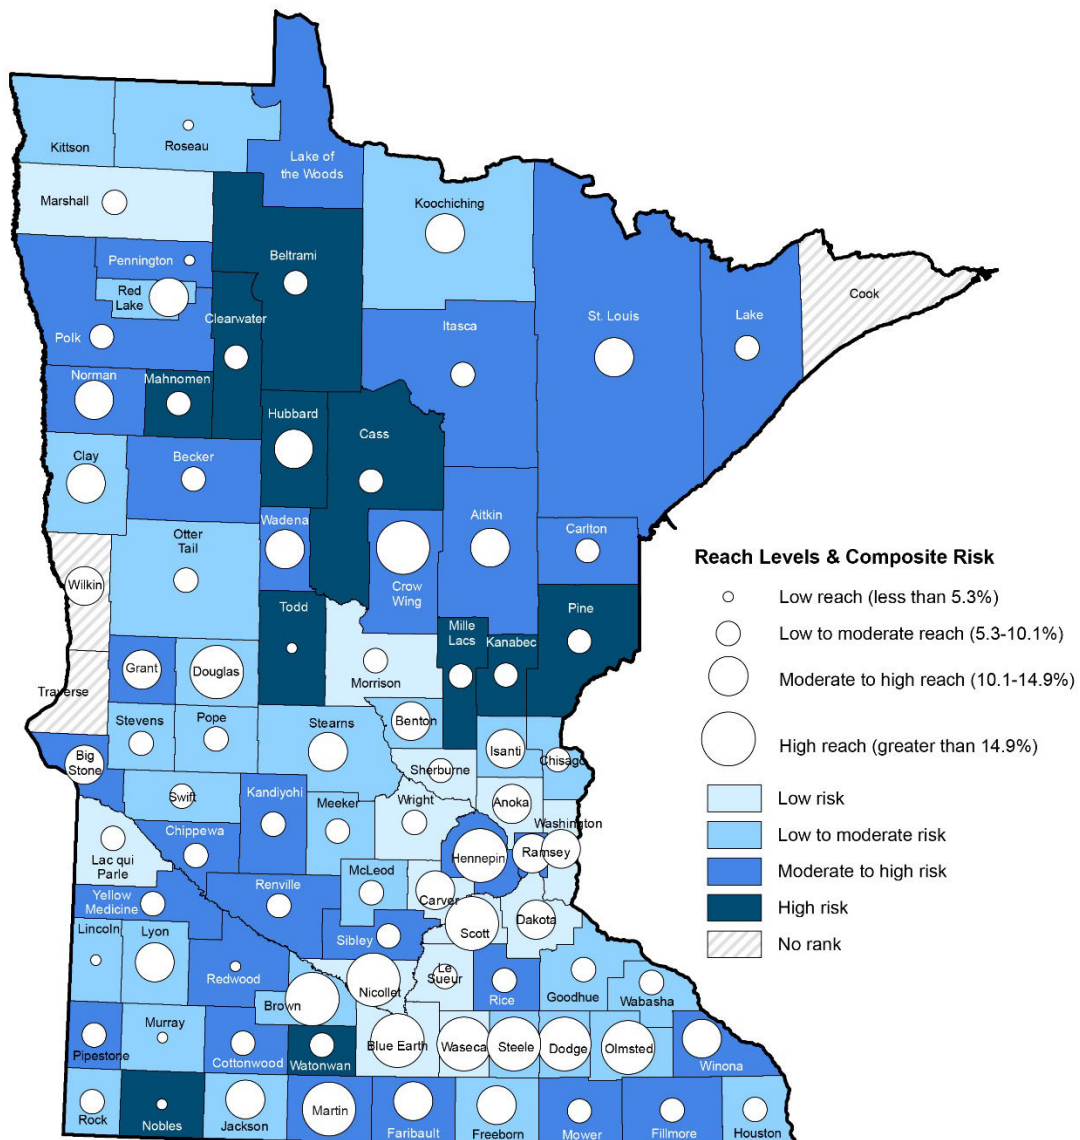 Kittson
Roseau
Lake of
the Woods
Marshall
Koochiching
Beltrami
Pennington
Red
Lake
Clearwater
Polk
Itasca
St. Louis
Lake
Cook
Norman
Mahnomen
Hubbard
Cass
Clay
Becker
Wadena
Aitkin
Carlton
Otter
Tail
Wilkin
Crow
Wing
Todd
Mille
Lacs
Kanabec
Pine
Grant
Douglas
Morrison
Traverse
Stevens
Pope
Stearns
Benton
Isanti
Chisago
Big
Stone
Swift
Kandiyohi
Meeker
Sherburne
Wright
Anoka
Washington
Lac qui
Parle
Chippewa
Hennepin
Ramsey
Yellow
Medicine
Renville
McLeod
Carver
Scott
Dakota
Lincoln
Lyon
Redwood
Sibley
Nicollet
Le
Sueur
Rice
Goodhue
Wabasha
Brown
Pipestone
Murray
Cottonwood
Watonwan
Blue Earth
Waseca
Steele
Dodge
Olmsted
Winona
Rock
Nobles
Jackson
Martin
Faribault
Freeborn
Mower
Fillmore
Houston
Reach Levels & Composite Risk
Low reach (less than 5.3%)
Low to moderate reach (5.3-10.1%)
Moderate to high reach (10.1-14.9%)
High reach (greater than 14.9%)
Low risk
Low to moderate risk
Moderate to high risk
High risk
No rank